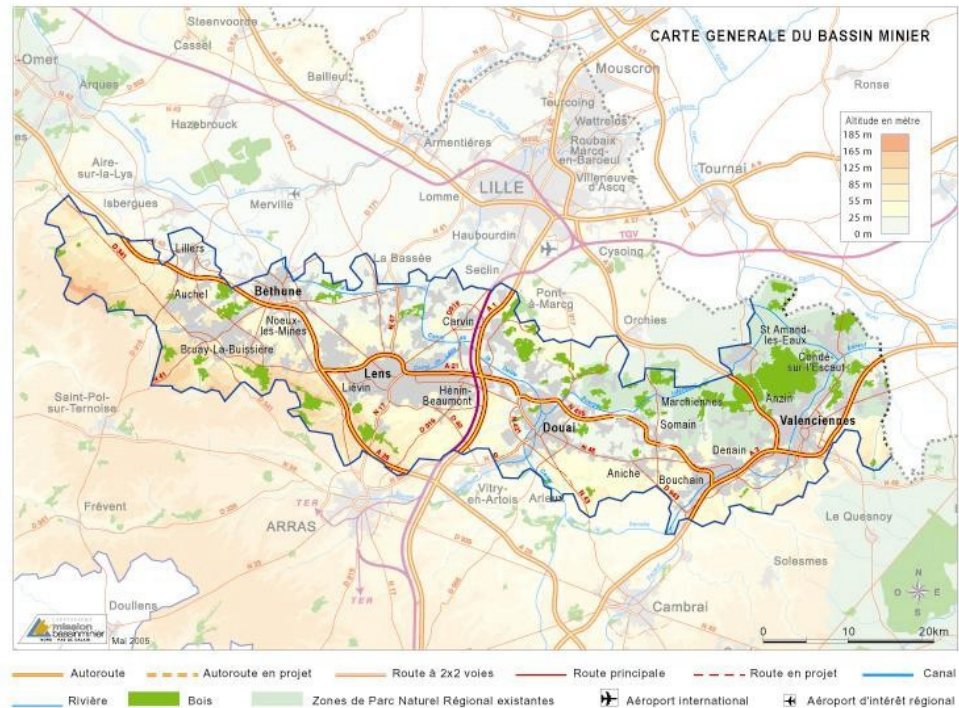 CARTE GENERALE DU BASSIN MINIER
Steenvoorde
Cassel
-Omer
Arques
Bailleul
Mouscron
Ronse
Hazebrouck
Tourcoing
Wattrelos
Armentières
Roubaix
Marcq-
en-Baroeul
Villeneuve
d'Ascq
Tournai
Altitude en mètre
185 m
165 m
85 m
55 m
25 m
0 m
Aire-
sur-la-Lys
Isbergues
Merville
Lomme
LILLE
Haubourdin
TGV
Cysoing
La Bassée
Seclin
Lillers
Béthune
Auchel
Pont-
à-Marcq
Orchies
Noeux-
les-Mines
Carvin
St Amand-
les-Eaux
Condé-
sur-l'Escaut
Bruay-La-Buissière
Lens
A 21
A 1
Liévin
Hénin-
Beaumont
Marchiennes
Anzin
Valenciennes
Saint-Pol-
sur-Ternoise
Douai
Somain
Denain
Aniche
Bouchain
Vitry-
en-Artois
Arleux
A 26
Frévent
TER
ARRAS
Le Quesnoy
Solesmes
Cambrai
Doullens
TER
N
O E
S
mission
bassinminier
Mai 2005
0 10 20km
Autoroute Autoroute en projet Route à 2x2 voies Route principale Route en projet Canal
Rivière Bois Zones de Parc Naturel Régional existantes Aéroport international Aéroport d'intérêt régional